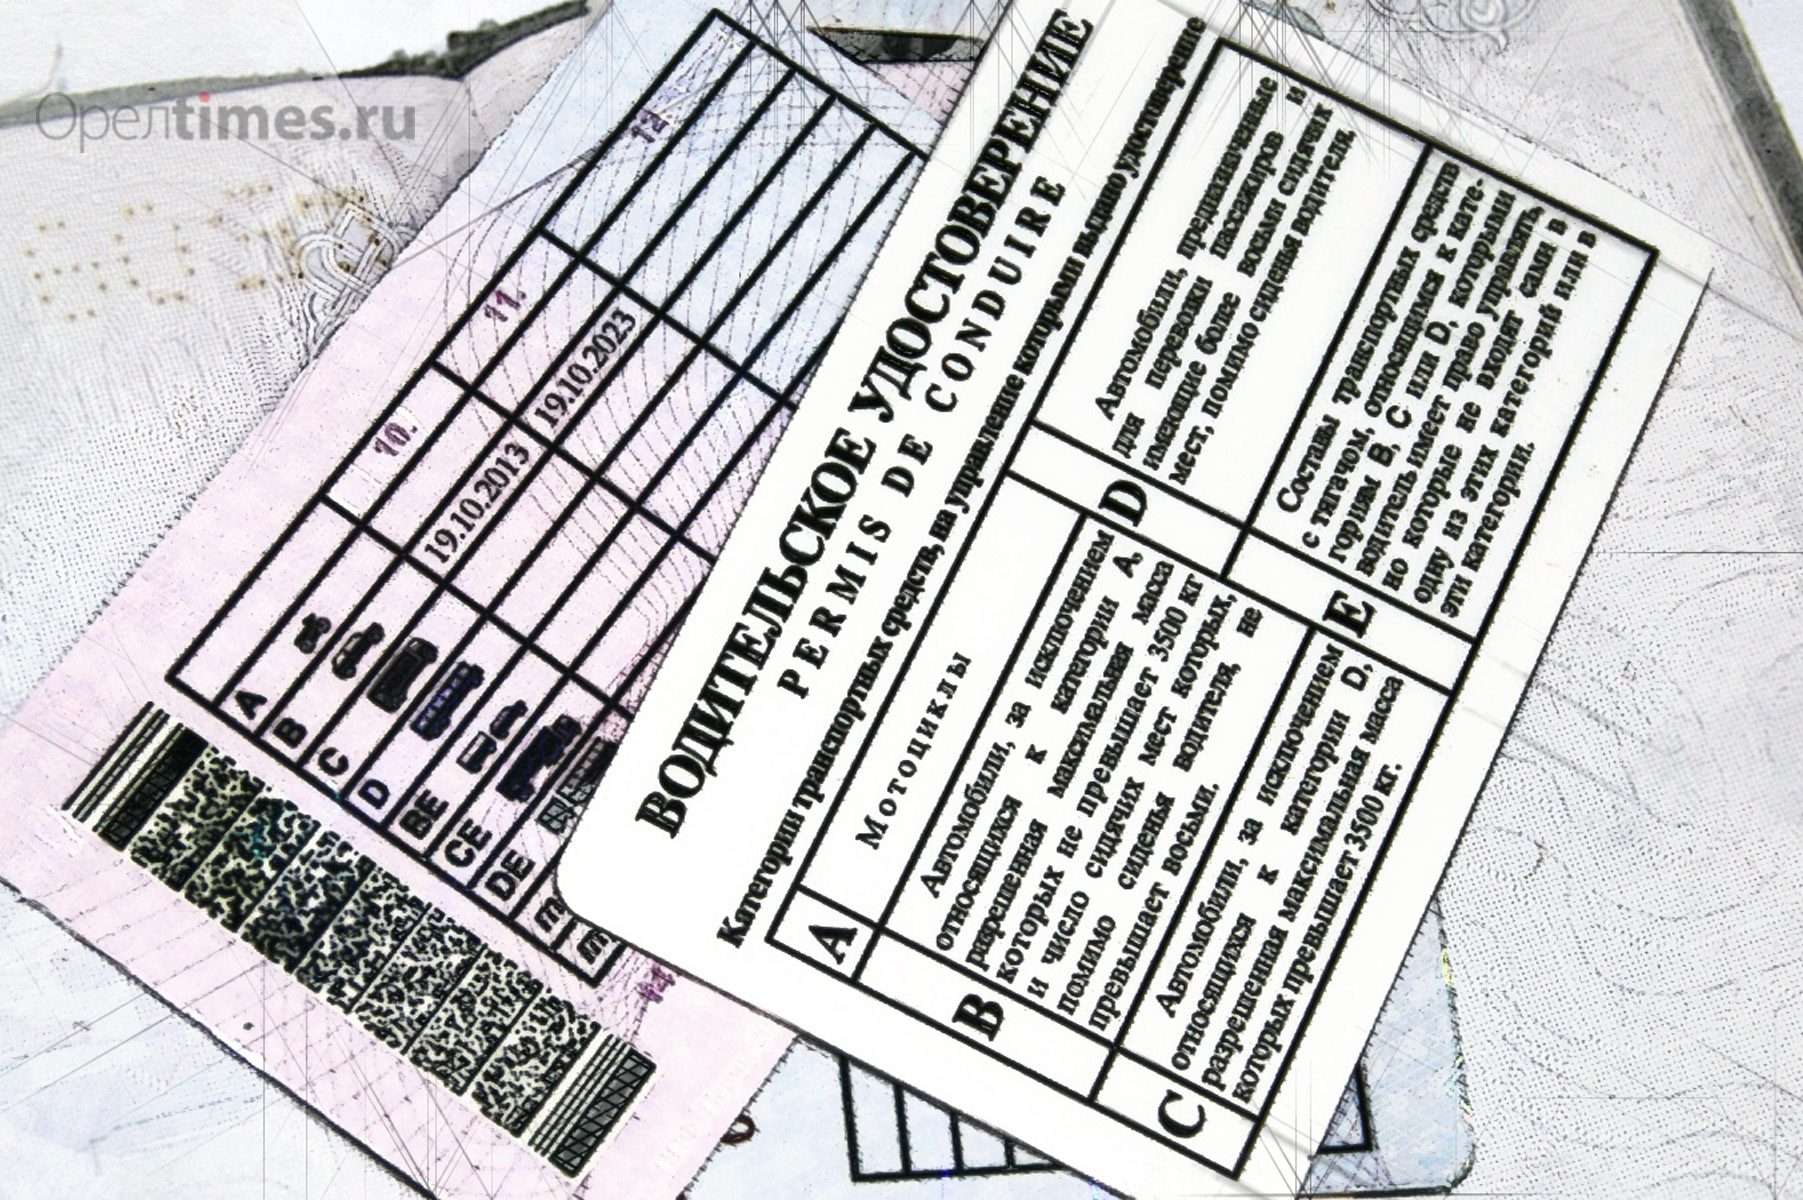 Орелtimes.ru
12.
11.
10.
19.10.2013
19.10.2023
A
B
C
D
BE
CE
DE
ВОДИТЕЛЬСКОЕ УДОСТОВЕРЕНИЕ
PERMIS DE CONDUIRE
Категории транспортных средств, на управление которыми выдано удостоверение
A
Мотоциклы
B
Автомобили, за исключением
относящихся к категории А,
разрешенная максимальная масса
которых не превышает 3500 кг
и число сидячих мест которых,
помимо сиденья водителя, не
превышает восьми.
C
Автомобили, за исключением
относящихся к категории D,
разрешенная максимальная масса
которых превышает 3500 кг.
D
Автомобили, предназначенные
для перевозки пассажиров и
имеющие более восьми сидячих
мест, помимо сиденья водителя.
E
Составы транспортных средств
с тягачом, относящимся к кате-
гориям B, C или D, которыми
водитель имеет право управлять,
но которые не входят сами в
одну из этих категорий или в
эти категории.
14.